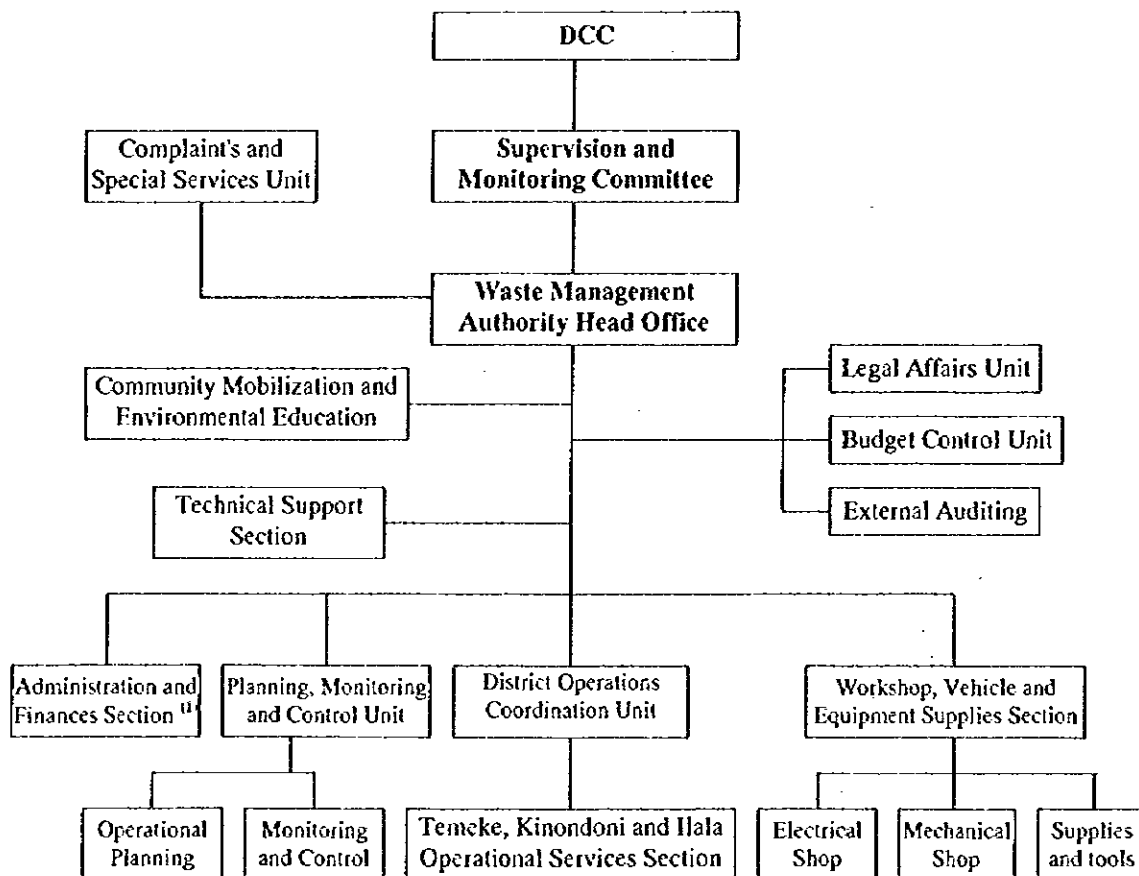 DCC
Complaint's and
Special Services Unit
Supervision and
Monitoring Committee
Waste Management
Authority Head Office
Community Mobilization and
Environmental Education
Legal Affairs Unit
Budget Control Unit
Technical Support
Section
External Auditing
Administration and
Finances Section (1)
Planning, Monitoring
and Control Unit
District Operations
Coordination Unit
Workshop, Vehicle and
Equipment Supplies Section
Operational
Planning
Monitoring
and Control
Temeke, Kinondoni and Ilala
Operational Services Section
Electrical
Shop
Mechanical
Shop
Supplies
and tools